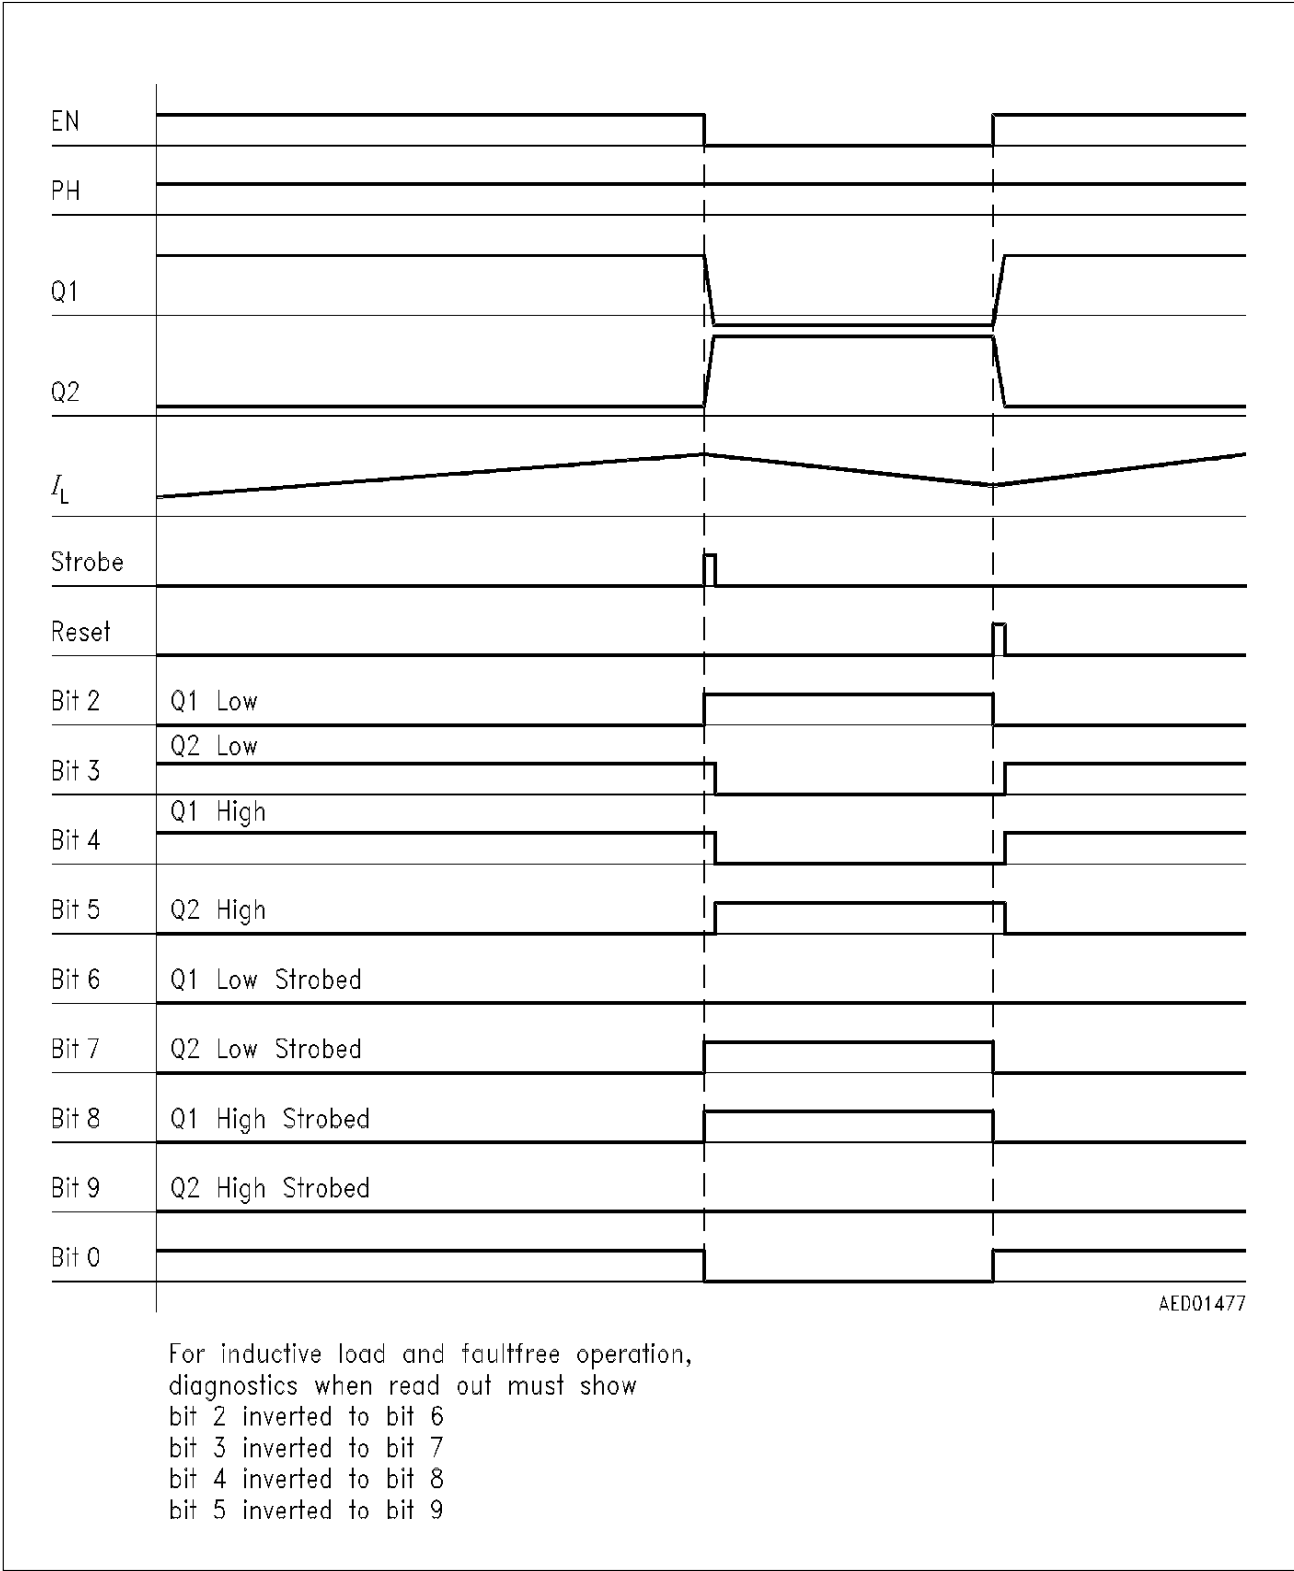 EN
PH
Q1
Q2
IL
Strobe
Reset
Bit 2 Q1 Low
Q2 Low
Bit 3
Q1 High
Bit 4
Bit 5 Q2 High
Bit 6 Q1 Low Strobed
Bit 7 Q2 Low Strobed
Bit 8 Q1 High Strobed
Bit 9 Q2 High Strobed
Bit 0
AED01477
For inductive load and faultfree operation,
diagnostics when read out must show
bit 2 inverted to bit 6
bit 3 inverted to bit 7
bit 4 inverted to bit 8
bit 5 inverted to bit 9